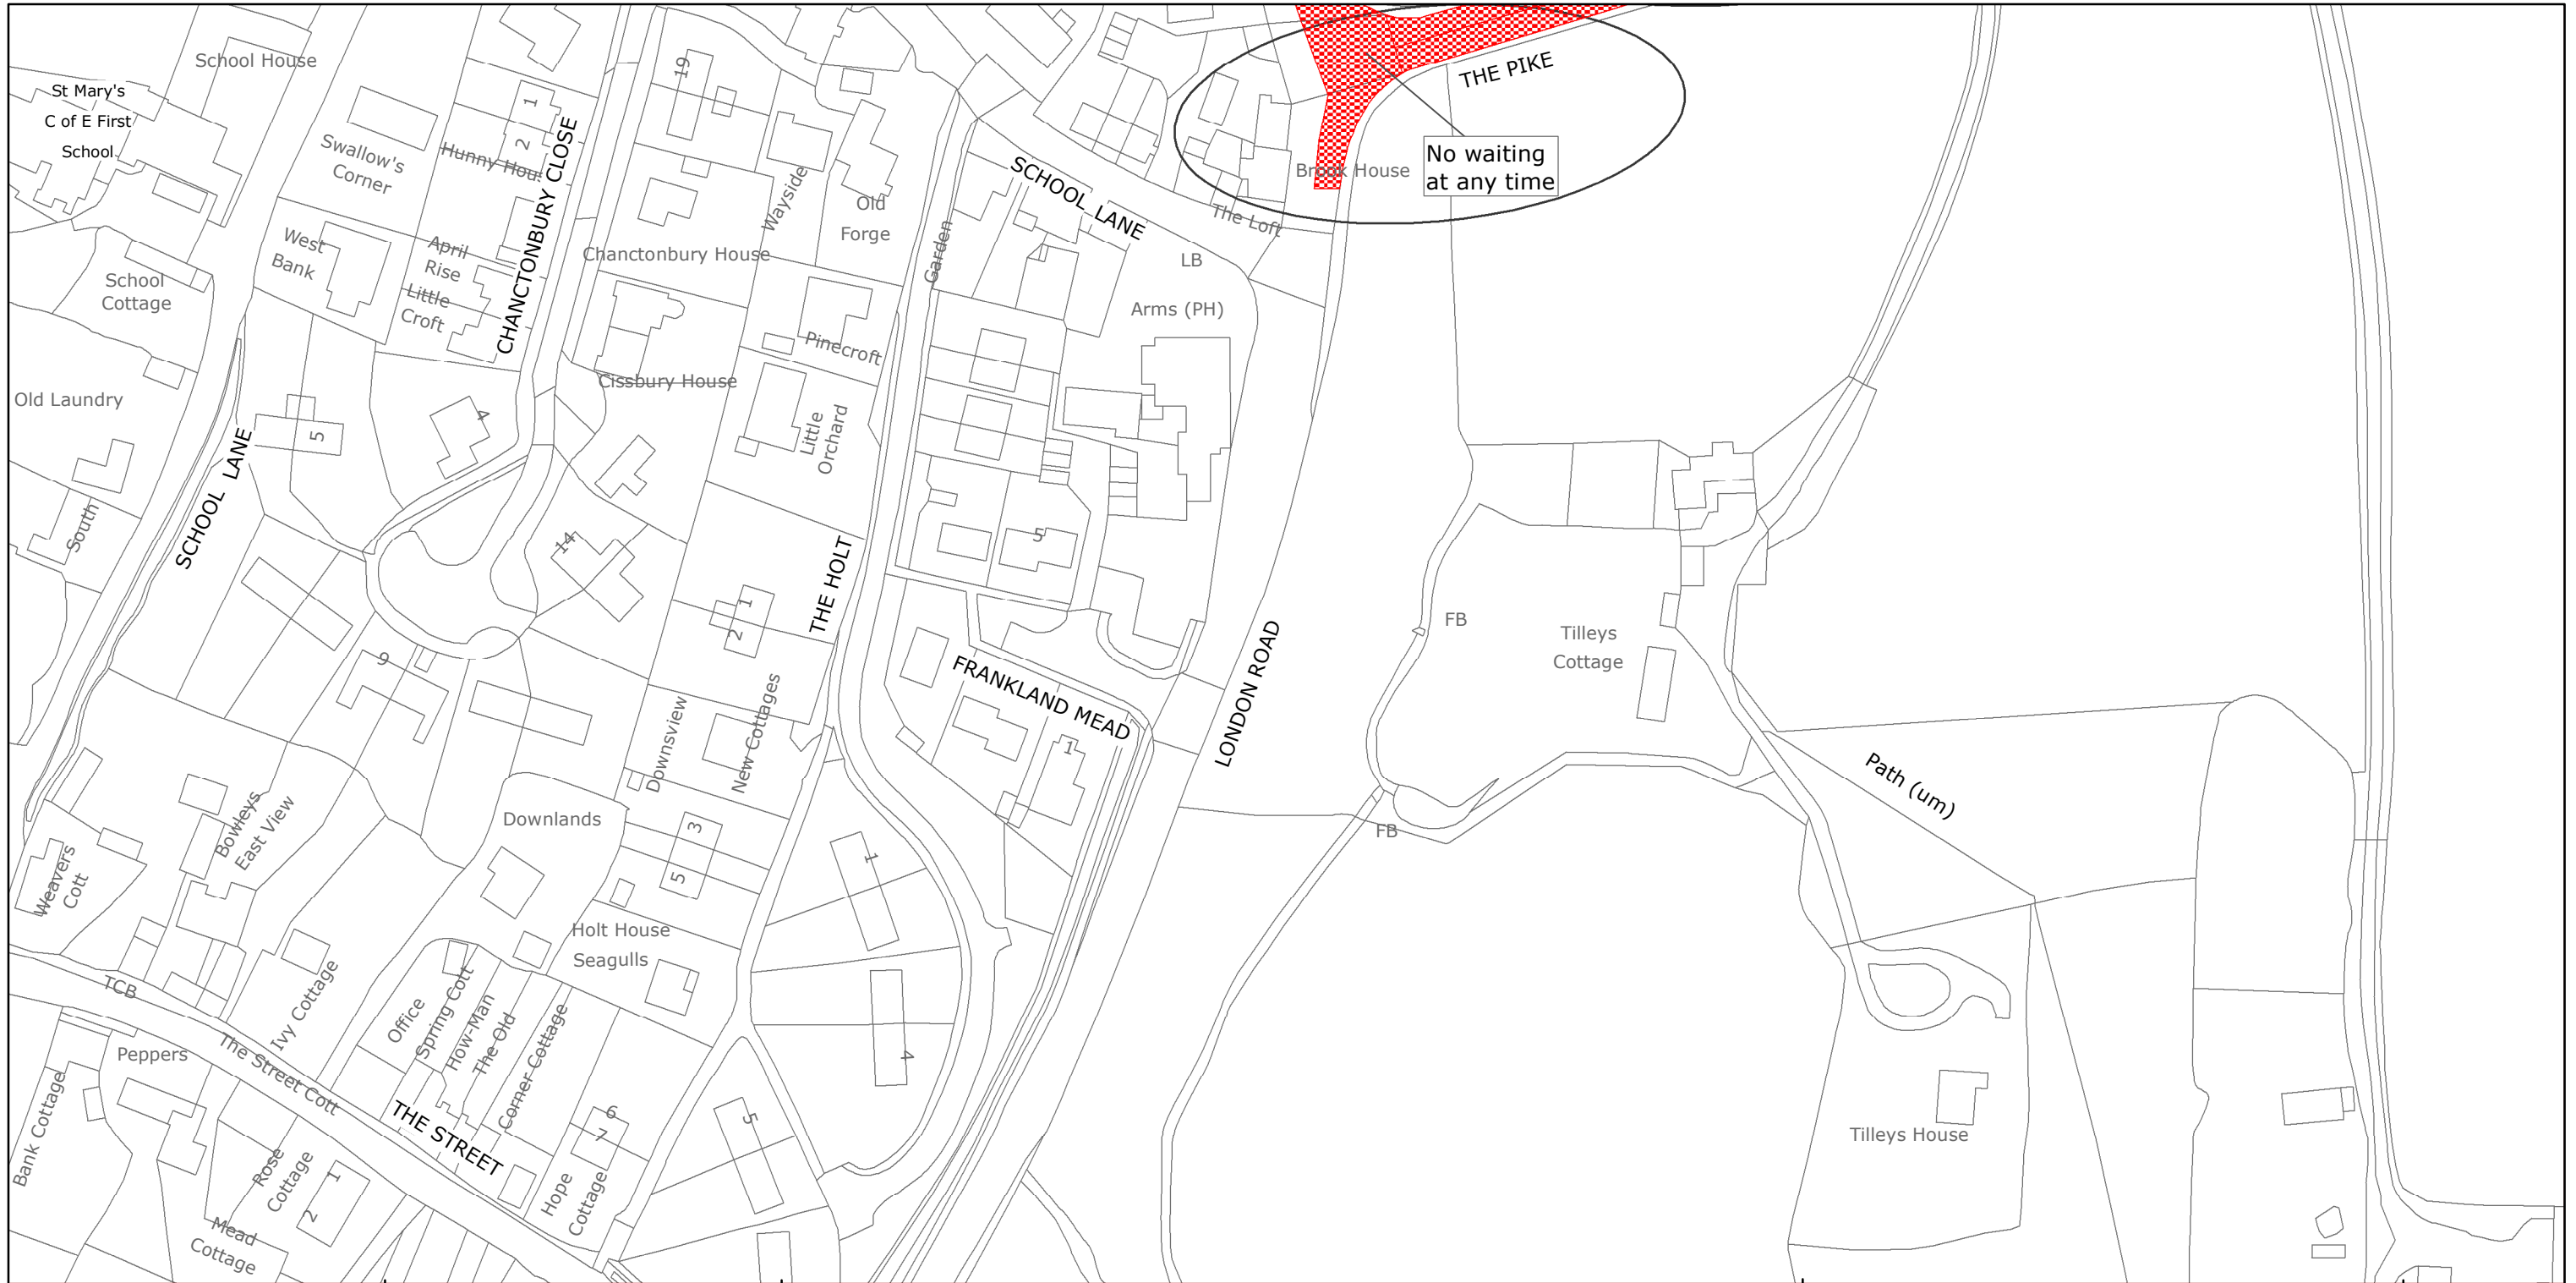 School House
St Mary's
C of E First
School
Swallow's
Corner
1
2
19
CHANCTONBURY CLOSE
Wayside
Old
Forge
Garden
SCHOOL LANE
THE PIKE
No waiting
at any time
Brook House
The Loft
LB
Arms (PH)
West
Bank
April
Rise
Little
Croft
School
Cottage
Chanctonbury House
Pinecroft
Cissbury House
Little
Orchard
Old Laundry
5
4
South
SCHOOL LANE
14
5
1
2
THE HOLT
9
FRANKLAND MEAD
1
LONDON ROAD
FB
Tilleys
Cottage
Downsview
New Cottages
Path (um)
FB
Bowleys
East View
Downlands
3
5
1
Weavers
Cott
Holt House
Seagulls
TCB
Ivy Cottage
Office
Spring Cott
How-Man
The Old
Corner Cottage
4
Peppers
The Street Cott
Bank Cottage
THE STREET
6
7
5
Rose
Cottage
1
2
Hope
Cottage
Mead
Cottage
Tilleys House